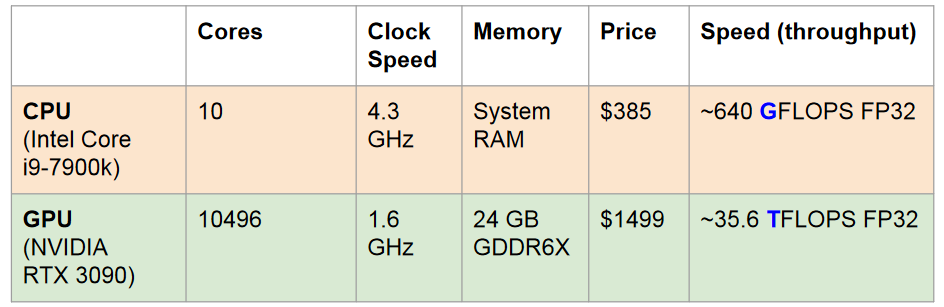 Cores
Clock
Speed
Memory
Price
Speed (throughput)
CPU
(Intel Core
i9-7900k)
10
4.3
GHz
System
RAM
$385
~640 GFLOPS FP32
GPU
(NVIDIA
RTX 3090)
10496
1.6
GHz
24 GB
GDDR6X
$1499
~35.6 TFLOPS FP32